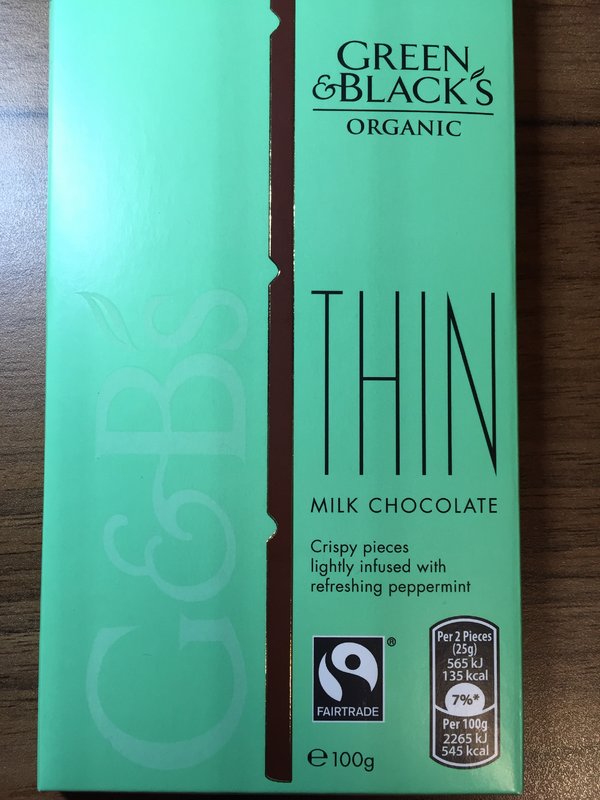 GREEN
&BLACK'S
ORGANIC
G&B's
THIN
MILK CHOCOLATE
Crispy pieces
lightly infused with
refreshing peppermint
®
FAIRTRADE
℮100g
Per 2 Pieces
(25g)
565 kJ
135 kcal
7%*
Per 100g
2265 kJ
545 kcal